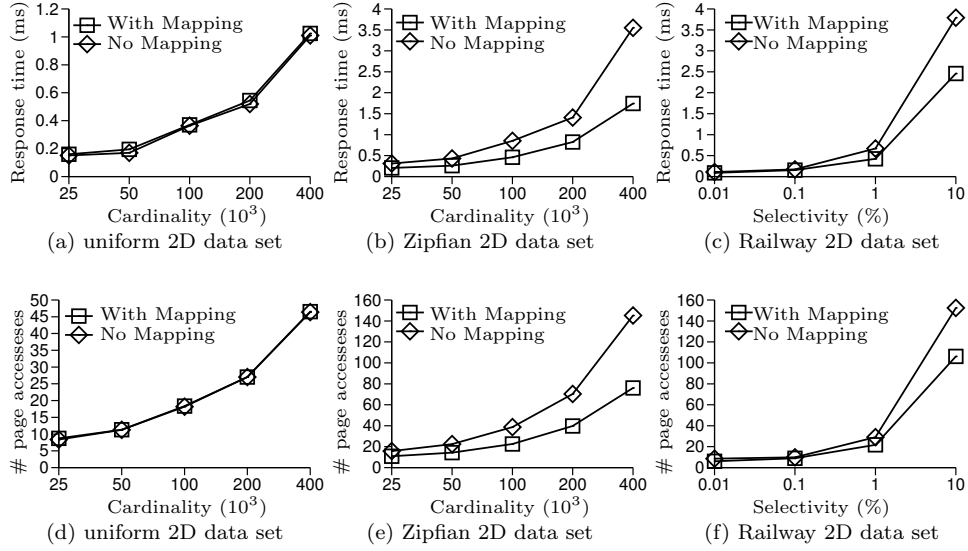 Response time (ms)
1.2
1
0.8
0.6
0.4
0.2
0
With Mapping
No Mapping
25 50 100 200 400
Cardinality (10³)
(a) uniform 2D data set
Response time (ms)
4
3.5
3
2.5
2
1.5
1
0.5
0
With Mapping
No Mapping
25 50 100 200 400
Cardinality (10³)
(b) Zipfian 2D data set
Response time (ms)
4
3.5
3
2.5
2
1.5
1
0.5
0
With Mapping
No Mapping
0.01 0.1 1 10
Selectivity (%)
(c) Railway 2D data set
# page accesseses
50
45
40
35
30
25
20
15
10
5
0
With Mapping
No Mapping
25 50 100 200 400
Cardinality (10³)
(d) uniform 2D data set
# page accesseses
160
140
120
100
80
60
40
20
0
With Mapping
No Mapping
25 50 100 200 400
Cardinality (10³)
(e) Zipfian 2D data set
# page accesseses
160
140
120
100
80
60
40
20
0
With Mapping
No Mapping
0.01 0.1 1 10
Selectivity (%)
(f) Railway 2D data set